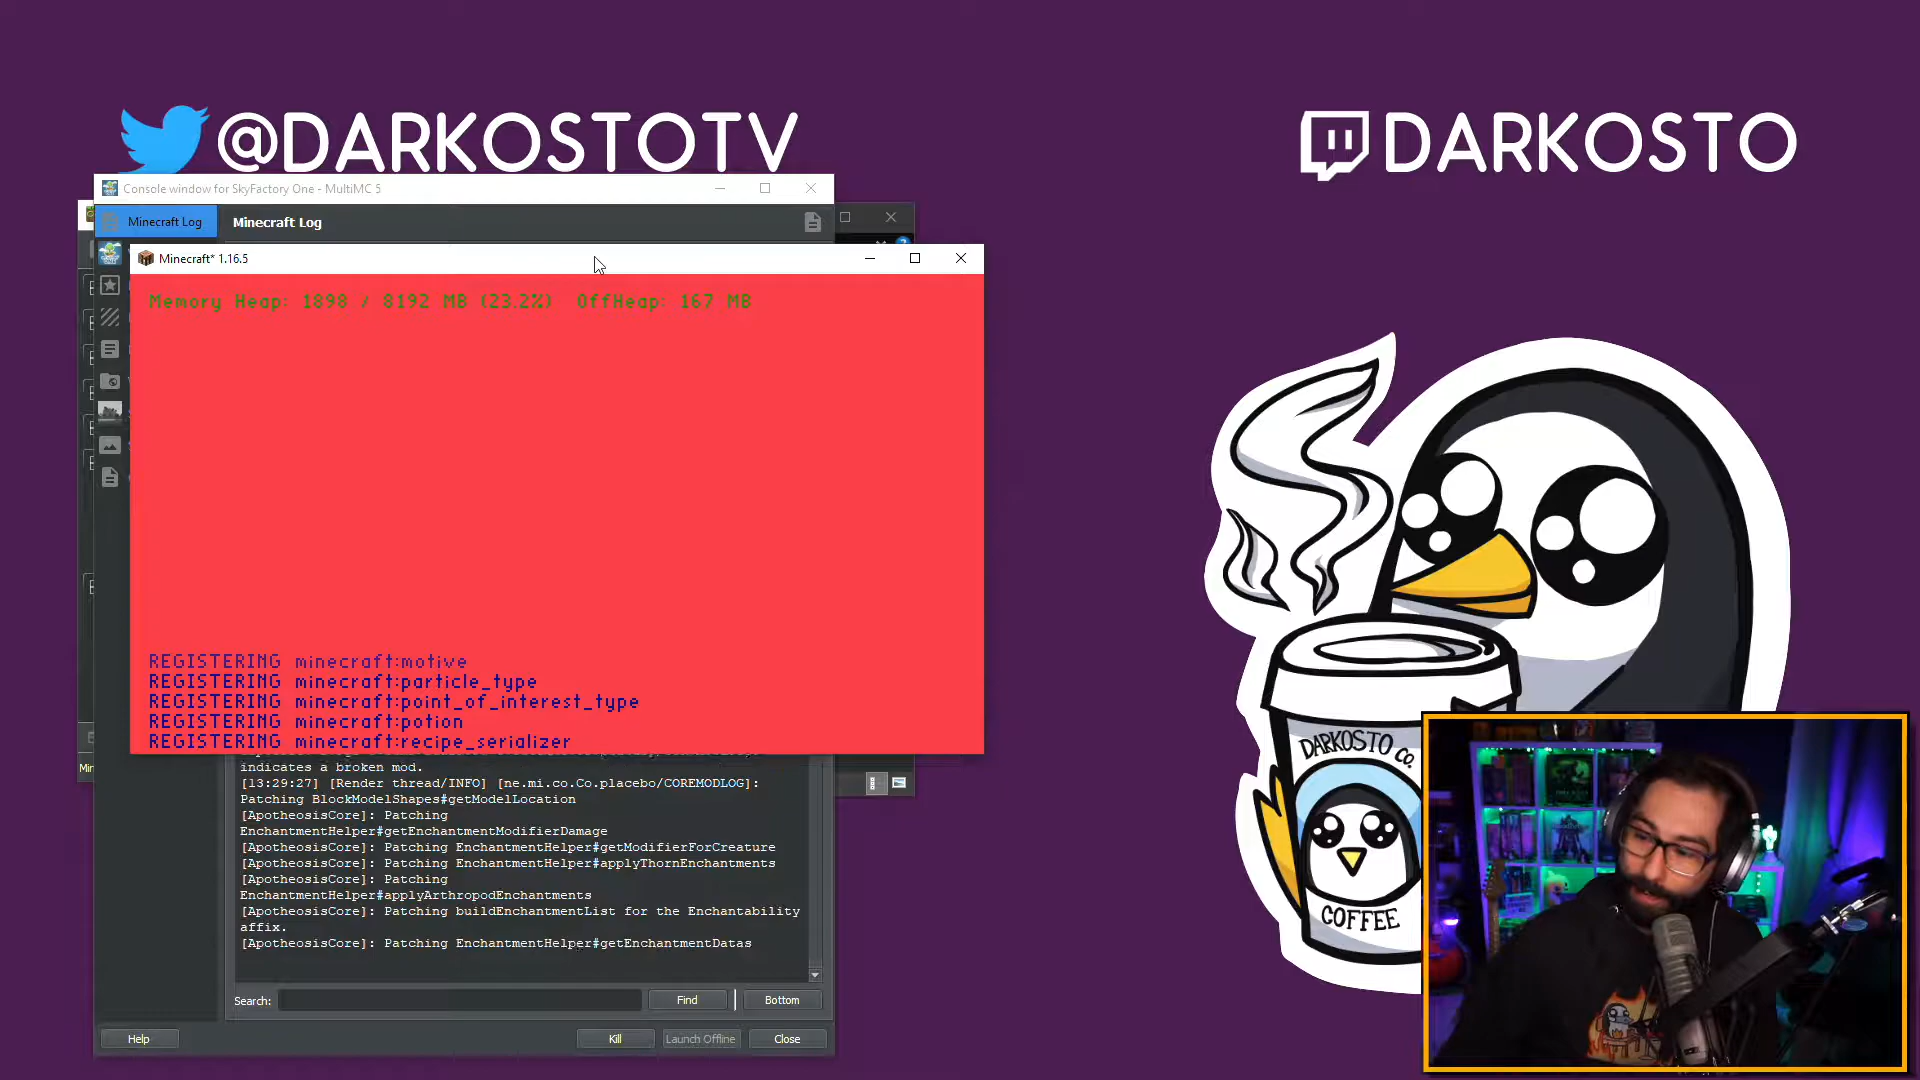 @DARKOSTOTV
DARKOSTO
Console window for SkyFactory One - MultiMC 5
Minecraft Log
Minecraft Log
Minecraft* 1.16.5
Memory Heap: 1898 / 8192 MB (23.2%) OffHeap: 167 MB
REGISTERING minecraft:motive
REGISTERING minecraft:particle_type
REGISTERING minecraft:point_of_interest_type
REGISTERING minecraft:potion
REGISTERING minecraft:recipe_serializer
indicates a broken mod.
[13:29:27] [Render thread/INFO] [ne.mi.co.Co.placebo/COREMODLOG]:
Patching BlockModelShapes#getModelLocation
[ApotheosisCore]: Patching
EnchantmentHelper#getEnchantmentModifierDamage
[ApotheosisCore]: Patching EnchantmentHelper#getModifierForCreature
[ApotheosisCore]: Patching EnchantmentHelper#applyThornEnchantments
[ApotheosisCore]: Patching
EnchantmentHelper#applyArthropodEnchantments
[ApotheosisCore]: Patching buildEnchantmentList for the Enchantability
affix.
[ApotheosisCore]: Patching EnchantmentHelper#getEnchantmentDatas
Search:
Find
Bottom
Help
Kill
Launch Offline
Close
DARKOSTO CO.
COFFEE